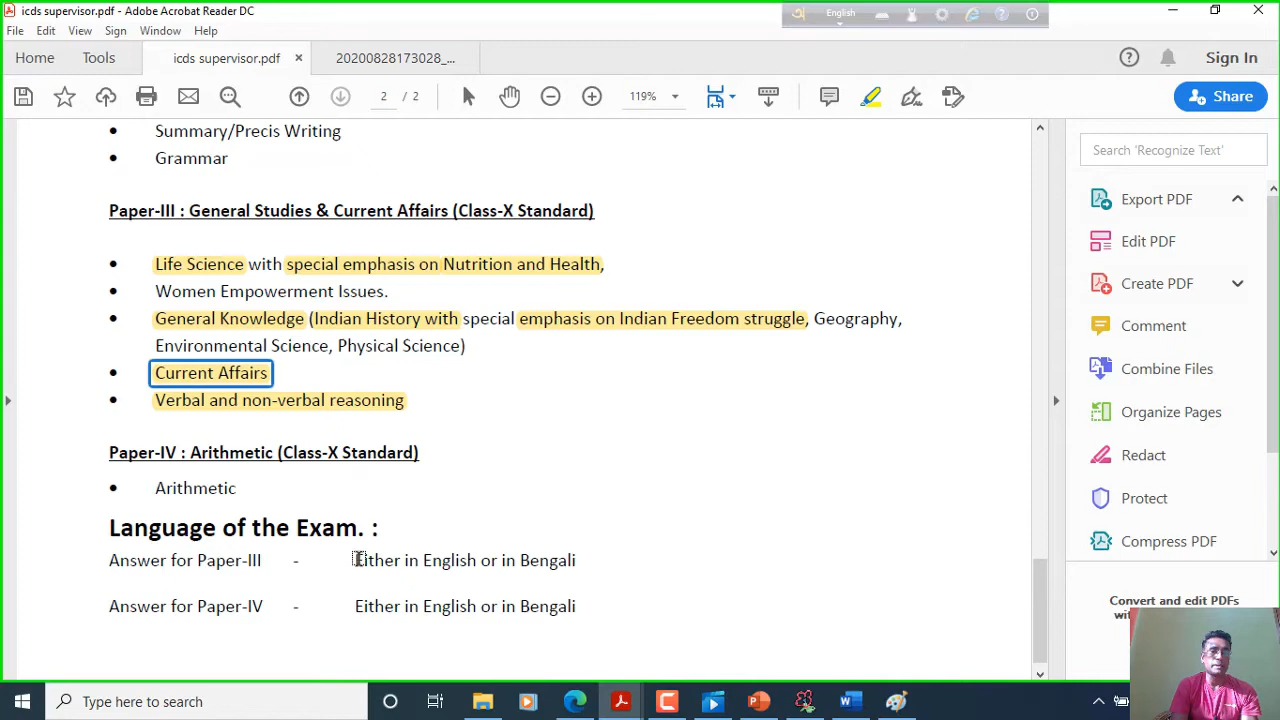 icds supervisor.pdf - Adobe Acrobat Reader DC
English
File Edit View Sign Window Help
Home Tools icds supervisor.pdf × 20200828173028_... Sign In
2 / 2 119% Share
• Summary/Precis Writing
• Grammar
Paper-III : General Studies & Current Affairs (Class-X Standard)
• Life Science with special emphasis on Nutrition and Health,
• Women Empowerment Issues.
• General Knowledge (Indian History with special emphasis on Indian Freedom struggle, Geography,
Environmental Science, Physical Science)
• Current Affairs
• Verbal and non-verbal reasoning
Paper-IV : Arithmetic (Class-X Standard)
• Arithmetic
Language of the Exam. :
Answer for Paper-III - Either in English or in Bengali
Answer for Paper-IV - Either in English or in Bengali
Search 'Recognize Text'
Export PDF
Edit PDF
Create PDF
Comment
Combine Files
Organize Pages
Redact
Protect
Compress PDF
Convert and edit PDFs
Type here to search